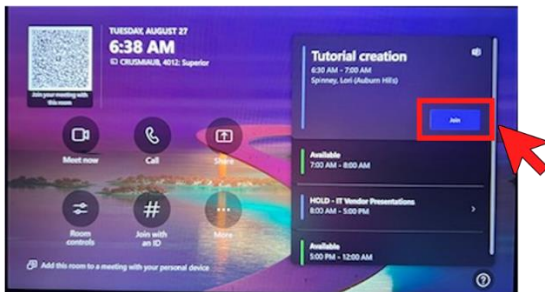 TUESDAY, AUGUST 27
6:38 AM
CRUSMIAUB, 4012: Superior
Join your meeting with
this room
Meet now
Call
Share
Room
controls
Join with
an ID
More
Add this room to a meeting with your personal device
Tutorial creation
6:30 AM - 7:00 AM
Spinney, Lori (Auburn Hills)
Join
Available
7:00 AM - 8:00 AM
HOLD - IT Vendor Presentations
8:00 AM - 5:00 PM
Available
5:00 PM - 12:00 AM